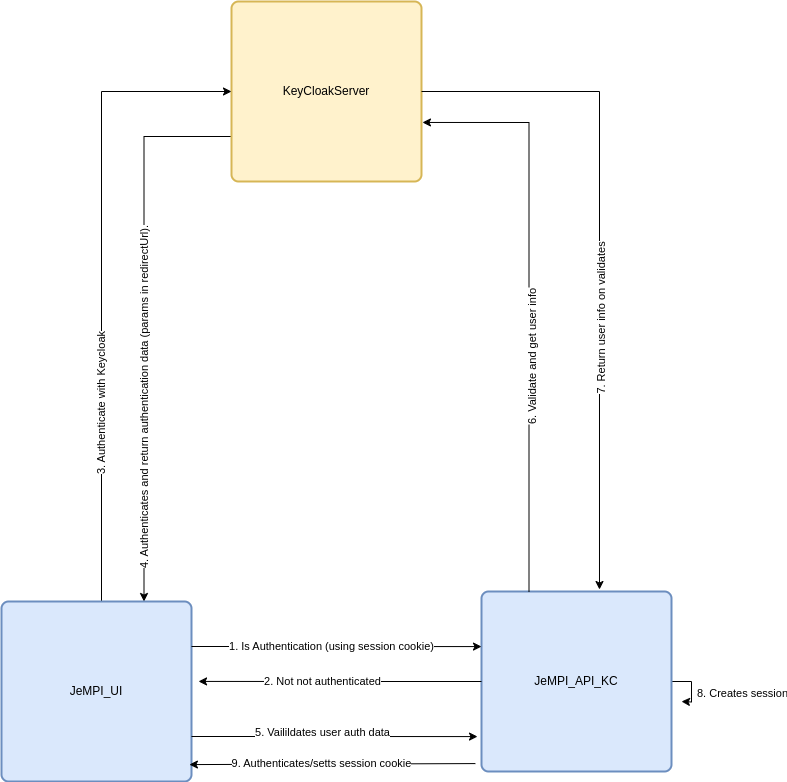 KeyCloakServer
3. Authenticate with Keycloak
4. Authenticates and return authentication data (params in redirectUrl).
6. Validate and get user info
7. Return user info on validates
JeMPI_UI
JeMPI_API_KC
1. Is Authentication (using session cookie)
2. Not not authenticated
5. Vailildates user auth data
8. Creates session
9. Authenticates/setts session cookie